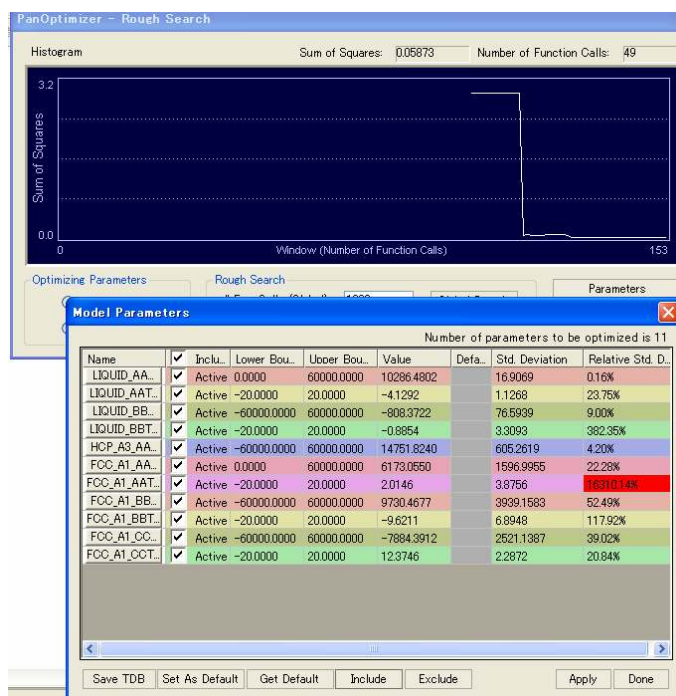 PanOptimizer - Rough Search
Histogram Sum of Squares: 0.05873 Number of Function Calls: 49
3.2
Sum of Squares
0.0
0 Window (Number of Function Calls) 153
Optimizing Parameters Rough Search
Parameters
Model Parameters
Number of parameters to be optimized is 11
Name Inclu... Lower Bou... Upper Bou... Value Defa... Std. Deviation Relative Std. D...
LIQUID_AA... Active 0.0000 60000.0000 10286.4802 16.9069 0.16%
LIQUID_AAT... Active -20.0000 20.0000 -4.1292 1.1268 23.75%
LIQUID_BB... Active -60000.0000 60000.0000 -808.3722 76.5939 9.00%
LIQUID_BBT... Active -20.0000 20.0000 -0.8854 3.3093 382.35%
HCP_A3_AA... Active -60000.0000 60000.0000 14751.8240 605.2619 4.20%
FCC_A1_AA... Active 0.0000 60000.0000 6173.0550 1596.9955 22.28%
FCC_A1_AAT... Active -20.0000 20.0000 2.0146 3.8756 16310.14%
FCC_A1_BB... Active -60000.0000 60000.0000 9730.4677 3939.1583 52.49%
FCC_A1_BBT... Active -20.0000 20.0000 -9.6211 6.8948 117.92%
FCC_A1_CC... Active -60000.0000 60000.0000 -7884.3912 2521.1387 39.02%
FCC_A1_CCT... Active -20.0000 20.0000 12.3746 2.2872 20.84%
Save TDB Set As Default Get Default Include Exclude Apply Done